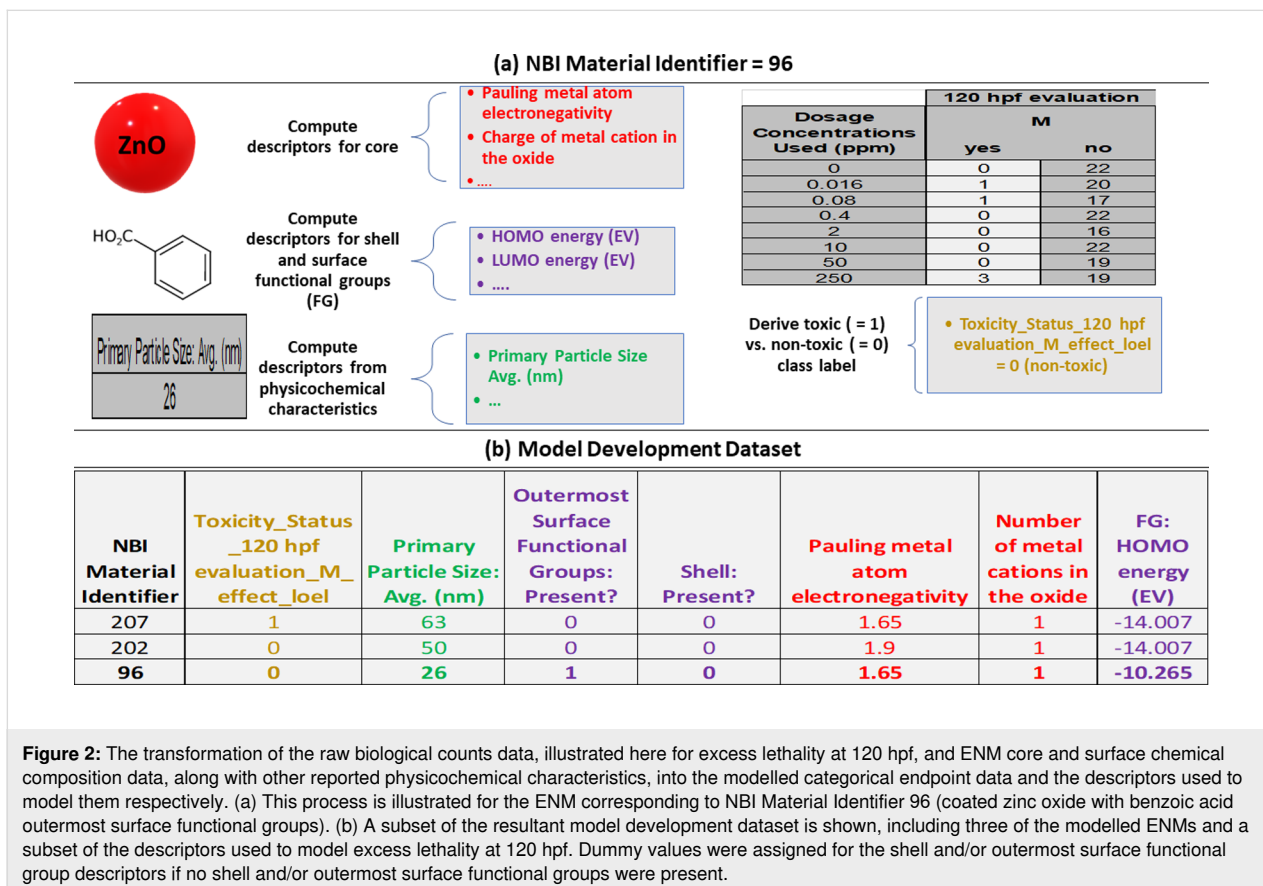 (a) NBI Material Identifier = 96
ZnO
Compute
descriptors for core
• Pauling metal atom
electronegativity
• Charge of metal cation in
the oxide
• ....
HO₂C
Compute
descriptors for shell
and surface
functional groups
(FG)
• HOMO energy (EV)
• LUMO energy (EV)
• ....
Primary Particle Size: Avg. (nm)
26
Compute
descriptors from
physicochemical
characteristics
• Primary Particle Size
Avg. (nm)
• ...
120 hpf evaluation
Dosage
Concentrations
Used (ppm)
M
yes no
0 0 22
0.016 1 20
0.08 1 17
0.4 0 22
2 0 16
10 0 22
50 0 19
250 3 19
Derive toxic ( = 1)
vs. non-toxic ( = 0)
class label
• Toxicity_Status_120 hpf
evaluation_M_effect_loel
= 0 (non-toxic)
(b) Model Development Dataset
NBI
Material
Identifier
Toxicity_Status
_120 hpf
evaluation_M_
effect_loel
Primary
Particle Size:
Avg. (nm)
Outermost
Surface
Functional
Groups:
Present?
Shell:
Present?
Pauling metal
atom
electronegativity
Number
of metal
cations in
the oxide
FG:
HOMO
energy
(EV)
207 1 63 0 0 1.65 1 -14.007
202 0 50 0 0 1.9 1 -14.007
96 0 26 1 0 1.65 1 -10.265
Figure 2: The transformation of the raw biological counts data, illustrated here for excess lethality at 120 hpf, and ENM core and surface chemical
composition data, along with other reported physicochemical characteristics, into the modelled categorical endpoint data and the descriptors used to
model them respectively. (a) This process is illustrated for the ENM corresponding to NBI Material Identifier 96 (coated zinc oxide with benzoic acid
outermost surface functional groups). (b) A subset of the resultant model development dataset is shown, including three of the modelled ENMs and a
subset of the descriptors used to model excess lethality at 120 hpf. Dummy values were assigned for the shell and/or outermost surface functional
group descriptors if no shell and/or outermost surface functional groups were present.